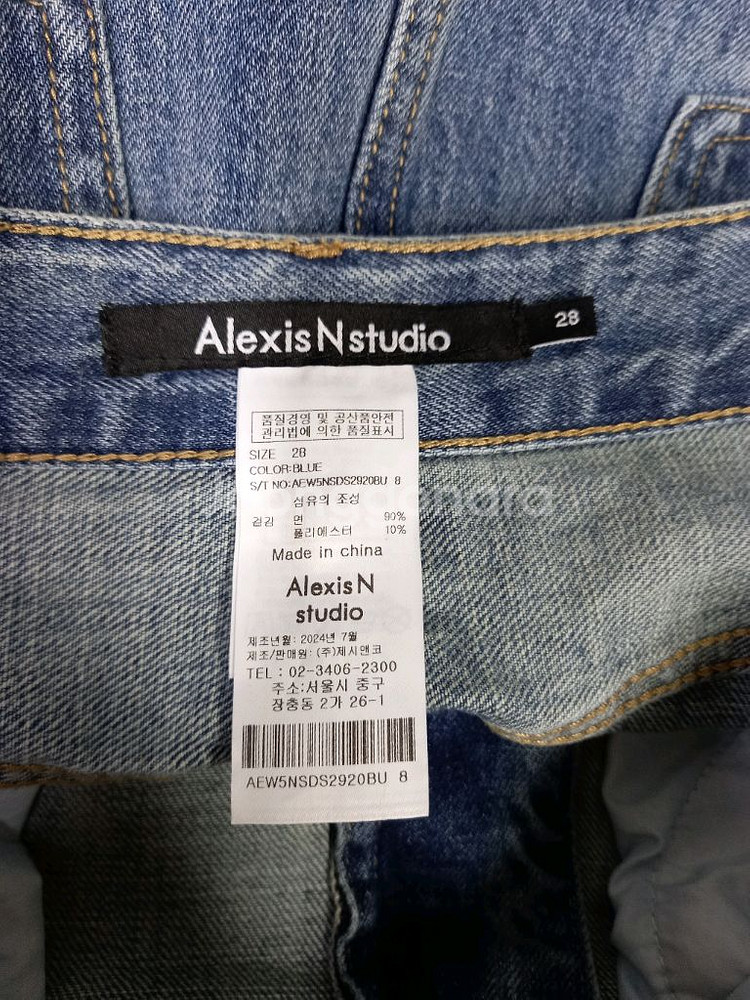 Alexis N studio
28
품질경영 및 공산품안전
관리법에 의한 품질표시
SIZE 28
COLOR:BLUE
S/T NO:AEW5NSDS2920BU 8
섬유의 조성
겉감 면 90%
폴리에스터 10%
Made in china
Alexis N
studio
제조년월: 2024년 7월
제조/판매원: (주)제시앤코
TEL : 02-3406-2300
주소:서울시 중구
장충동 2가 26-1
AEW5NSDS2920BU 8